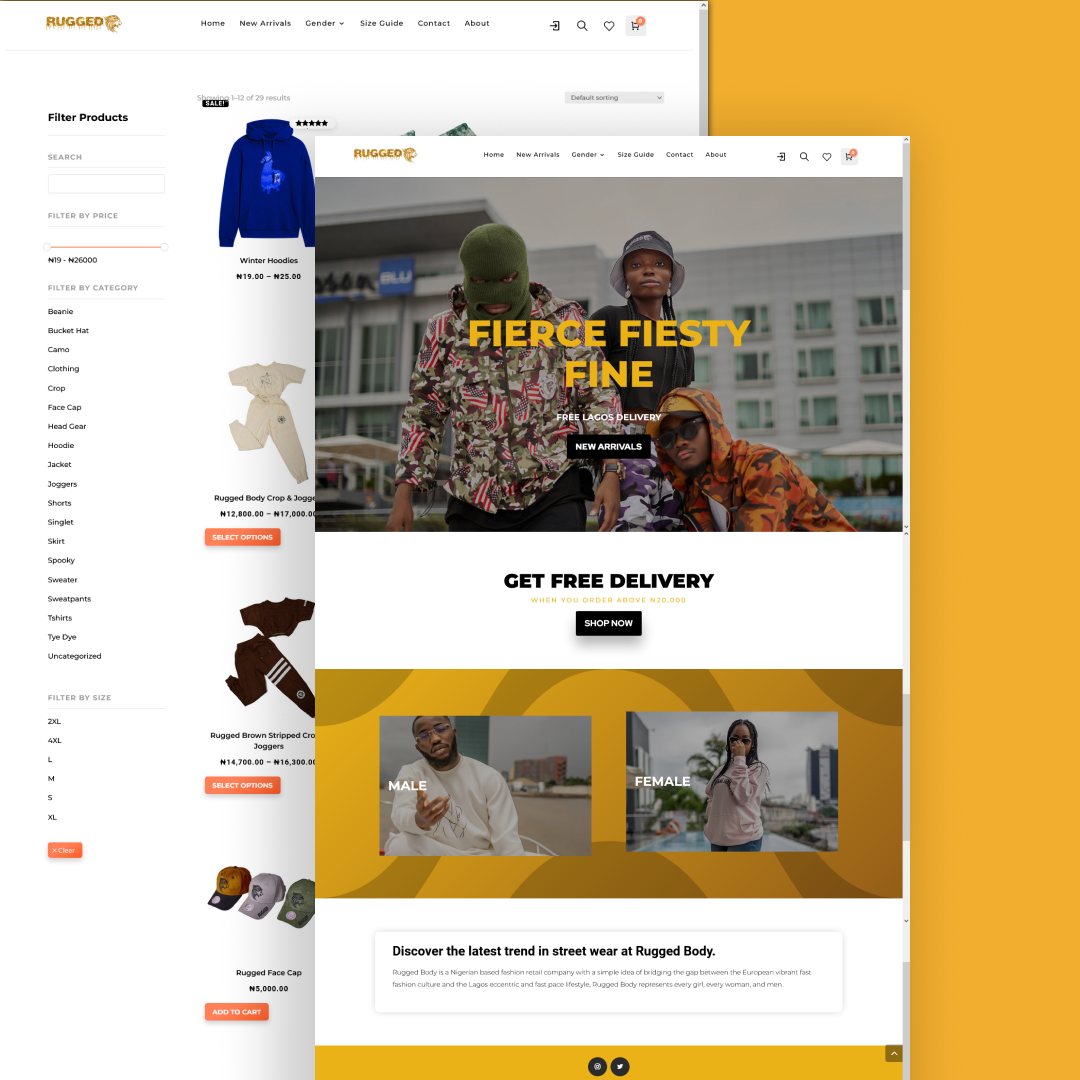 RUGGED
Home New Arrivals Gender Size Guide Contact About
0
Showing 1–12 of 29 results
Default sorting
SALE!
Filter Products
SEARCH
FILTER BY PRICE
₦19 - ₦26000
FILTER BY CATEGORY
Beanie
Bucket Hat
Camo
Clothing
Crop
Face Cap
Head Gear
Hoodie
Jacket
Joggers
Shorts
Singlet
Skirt
Spooky
Sweater
Sweatpants
Tshirts
Tye Dye
Uncategorized
FILTER BY SIZE
2XL
4XL
L
M
S
XL
× Clear
Winter Hoodies
₦19.00 – ₦25.00
Rugged Body Crop & Jogge
₦12,800.00 – ₦17,000.00
SELECT OPTIONS
Rugged Brown Stripped Cro
Joggers
₦14,700.00 – ₦16,300.00
SELECT OPTIONS
Rugged Face Cap
₦5,000.00
ADD TO CART
RUGGED
Home New Arrivals Gender Size Guide Contact About
0
BLU
FIERCE FIESTY
FINE
FREE LAGOS DELIVERY
NEW ARRIVALS
GET FREE DELIVERY
WHEN YOU ORDER ABOVE N20,000
SHOP NOW
MALE
FEMALE
Discover the latest trend in street wear at Rugged Body.
Rugged Body is a Nigerian based fashion retail company with a simple idea of bridging the gap between the European vibrant fast
fashion culture and the Lagos eccentric and fast pace lifestyle, Rugged Body represents every girl, every woman, and men.